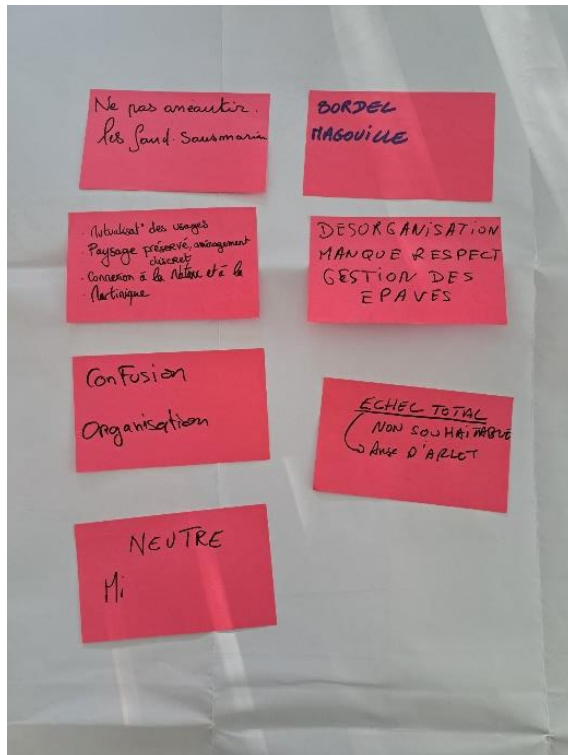 Ne pas anéantir.
les fond. sousmarin
- Mutualisat° des usages
- Paysage préservé, aménagement
discret
- Connexion à la Nature et à la
- Martinique
Confusion
Organisation
NEUTRE
Mi
BORDEL
MAGOUILLE
DESORGANISATION
MANQUE RESPECT
GESTION DES
EPAVES
ECHEC TOTAL
NON SOUHAITABLE
Anse D'ARLET